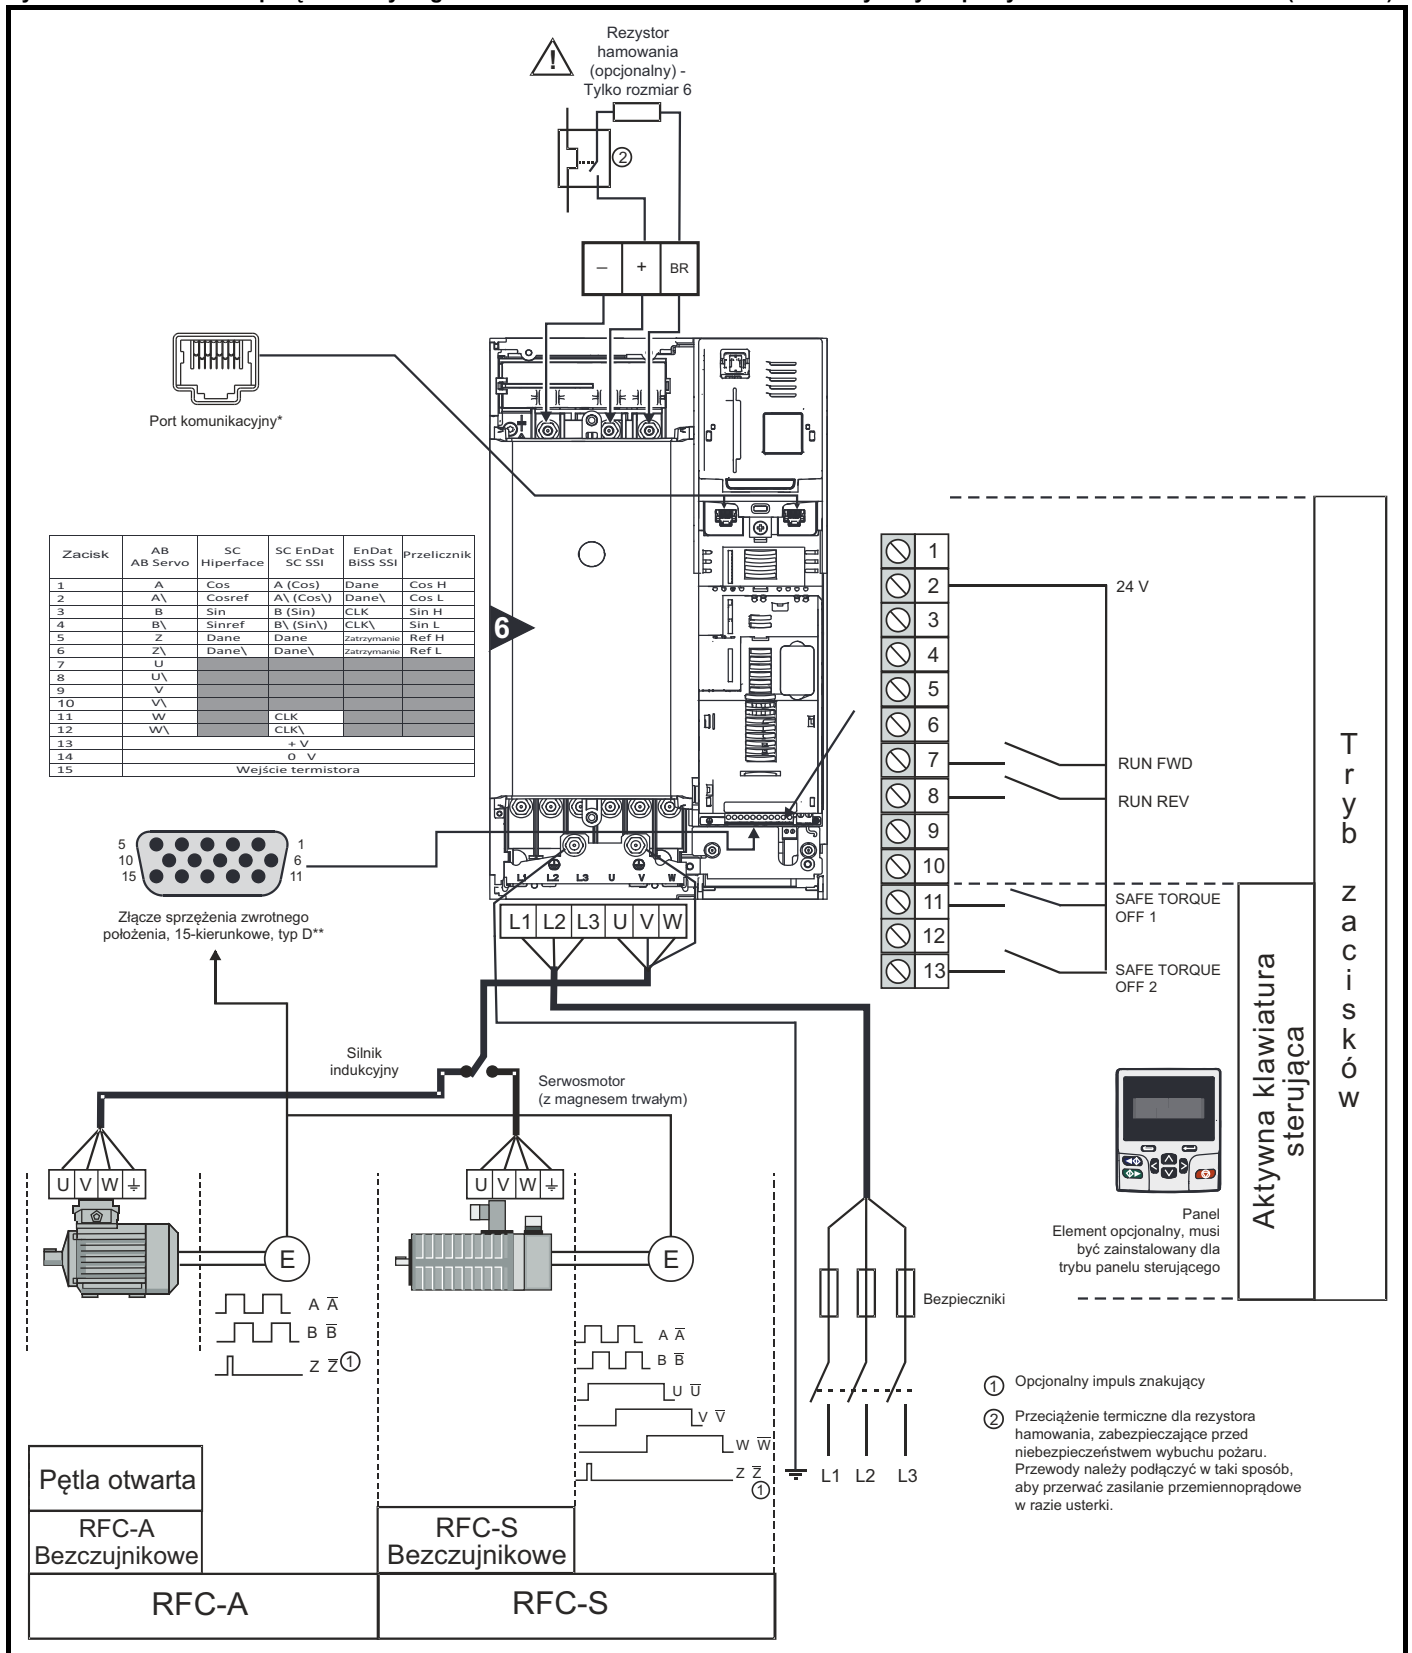 Rezystor
hamowania
(opcjonalny) -
Tylko rozmiar 6
2
– + BR
Port komunikacyjny*
Zacisk AB AB Servo SC Hiperface SC EnDat SC SSI EnDat BiSS SSI Przelicznik
1 A Cos A (Cos) Dane Cos H
2 A\ Cosref A\ (Cos\) Dane\ Cos L
3 B Sin B (Sin) CLK Sin H
4 B\ Sinref B\ (Sin\) CLK\ Sin L
5 Z Dane Dane Zatrzymanie Ref H
6 Z\ Dane\ Dane\ Zatrzymanie Ref L
7 U
8 U\
9 V
10 V\
11 W CLK
12 W\ CLK\
13 + V
14 0 V
15 Wejście termistora
6
1
2 24 V
3
4
5
6
7 RUN FWD
8 RUN REV
9
10
11 SAFE TORQUE
OFF 1
12
13 SAFE TORQUE
OFF 2
Tryb zacisków
Aktywna klawiatura
sterująca
5 1
10 6
15 11
Złącze sprzężenia zwrotnego
położenia, 15-kierunkowe, typ D**
L1 L2 L3 U V W
L1 L2 L3 U V W
Silnik
indukcyjny
Serwosmotor
(z magnesem trwałym)
U V W
U V W
E
E
Panel
Element opcjonalny, musi
być zainstalowany dla
trybu panelu sterującego
Bezpieczniki
A A̅
B B̅
Z Z̅ 1
A A̅
B B̅
U U̅
V V̅
W W̅
Z Z̅
1
L1 L2 L3
1 Opcjonalny impuls znakujący
2 Przeciążenie termiczne dla rezystora
hamowania, zabezpieczające przed
niebezpieczeństwem wybuchu pożaru.
Przewody należy podłączyć w taki sposób,
aby przerwać zasilanie przemiennoprądowe
w razie usterki.
Pętla otwarta
RFC-A
Bezczujnikowe
RFC-S
Bezczujnikowe
RFC-A
RFC-S